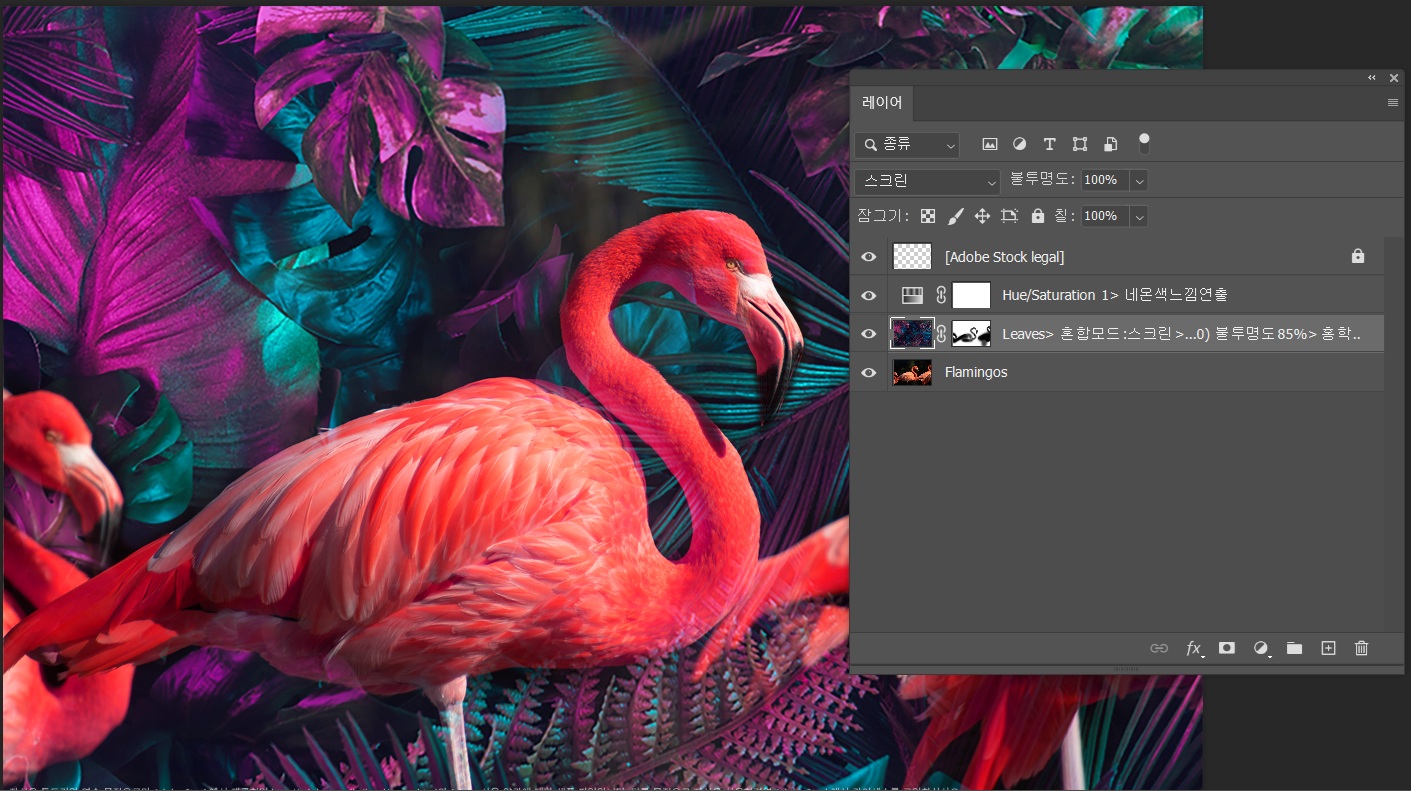 레이어
종류
스크린 불투명도: 100%
잠그기: 칠: 100%
[Adobe Stock legal]
Hue/Saturation 1> 네온색느낌연출
Leaves> 혼합모드:스크린>...0) 불투명도85%> 홍학..
Flamingos
fx